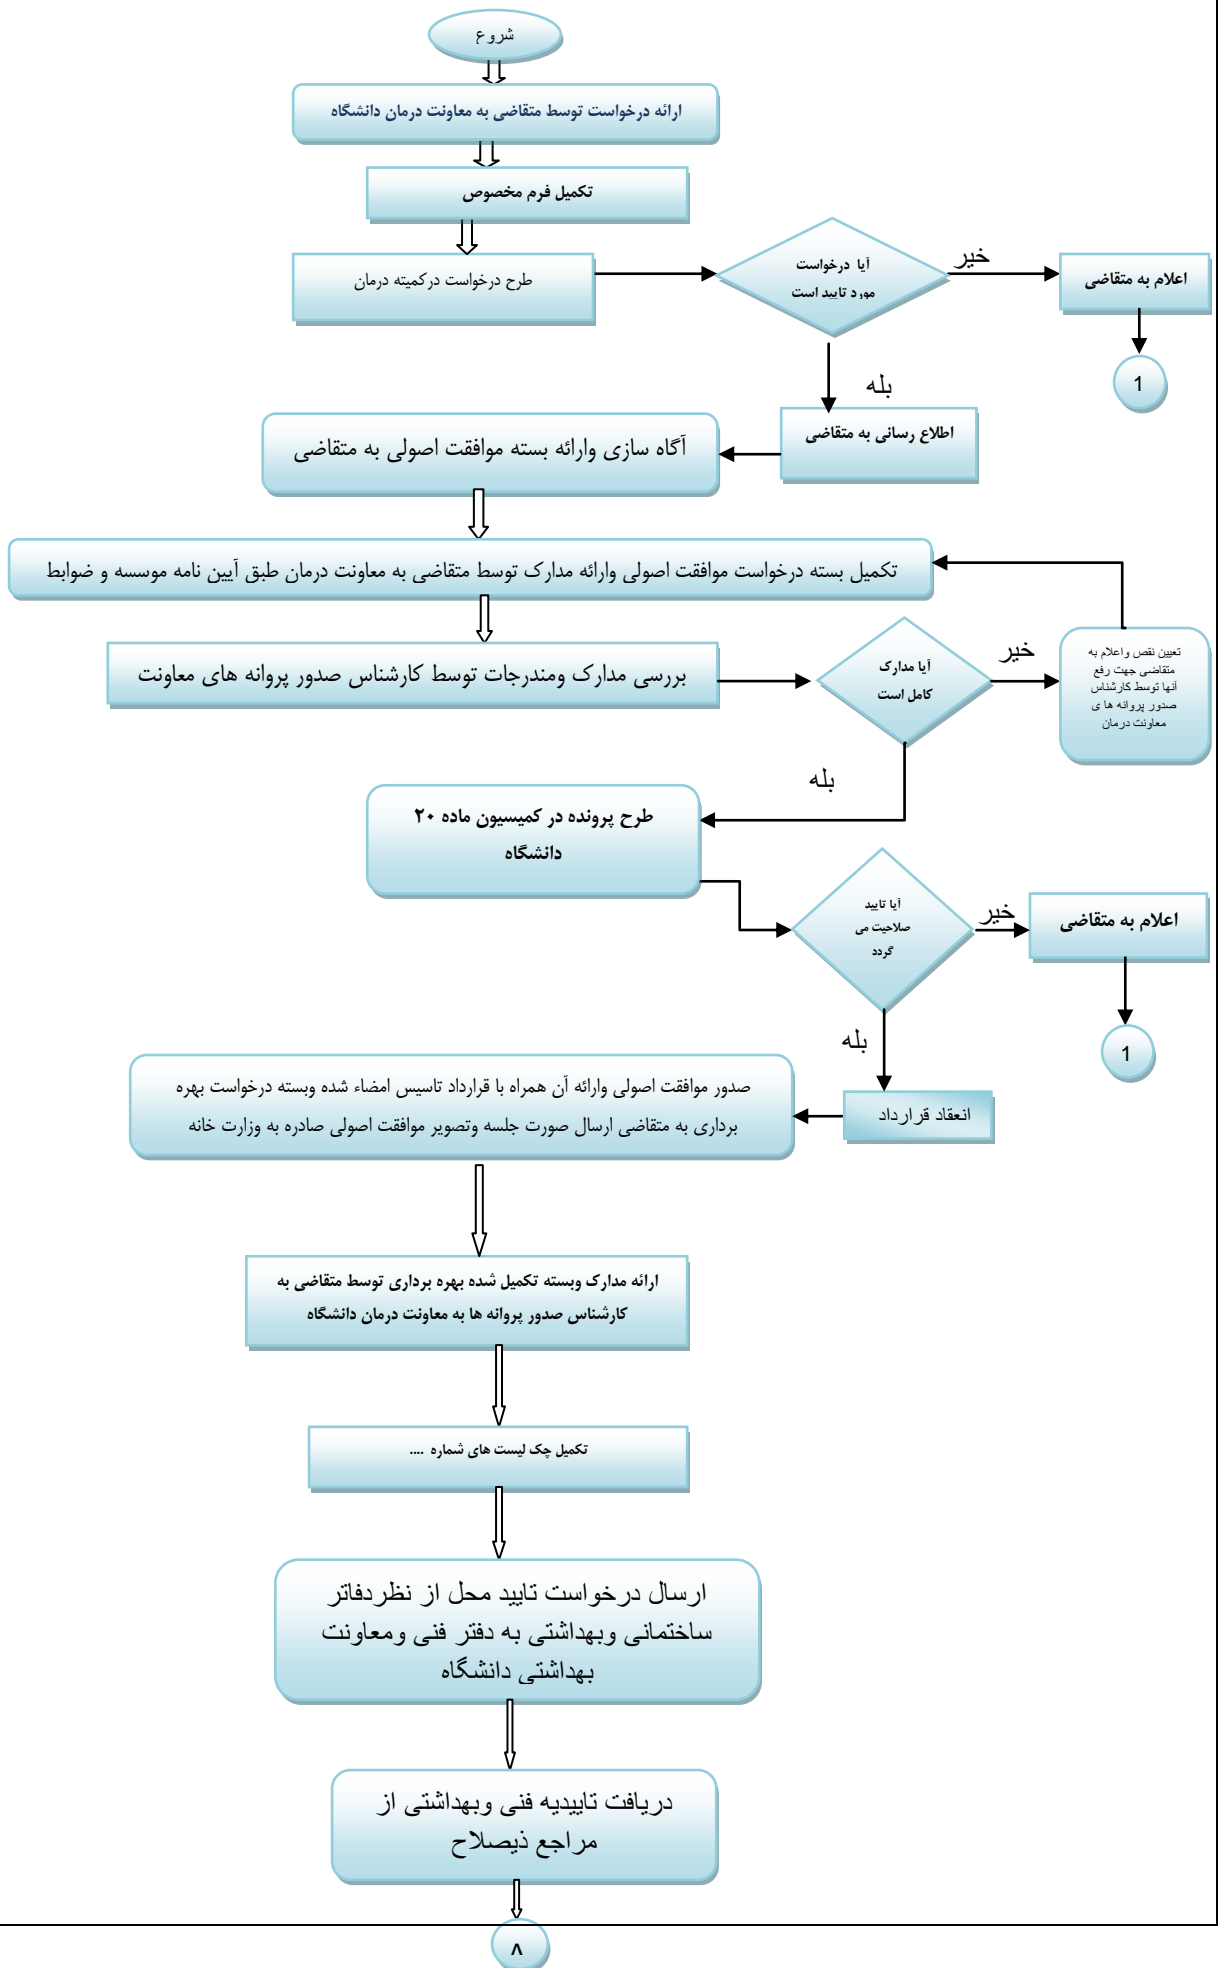 شروع
ارائه درخواست توسط متقاضی به معاونت درمان دانشگاه
تکمیل فرم مخصوص
طرح درخواست درکمیته درمان
آیا درخواست
مورد تایید است
خیر
اعلام به متقاضی
1
بله
اطلاع رسانی به متقاضی
آگاه سازی وارائه بسته موافقت اصولی به متقاضی
تکمیل بسته درخواست موافقت اصولی وارائه مدارک توسط متقاضی به معاونت درمان طبق آیین نامه موسسه و ضوابط
بررسی مدارک ومندرجات توسط کارشناس صدور پروانه های معاونت
آیا مدارک
کامل است
خیر
تعیین نقص واعلام به
متقاضی جهت رفع
آنها توسط کارشناس
صدور پروانه ها ی
معاونت درمان
بله
طرح پرونده در کمیسیون ماده ۲۰
دانشگاه
آیا تایید
صلاحیت می
گردد
خیر
اعلام به متقاضی
1
بله
انعقاد قرارداد
صدور موافقت اصولی وارائه آن همراه با قرارداد تاسیس امضاء شده وبسته درخواست بهره
برداری به متقاضی ارسال صورت جلسه وتصویر موافقت اصولی صادره به وزارت خانه
ارائه مدارک وبسته تکمیل شده بهره برداری توسط متقاضی به
کارشناس صدور پروانه ها به معاونت درمان دانشگاه
تکمیل چک لیست های شماره ....
ارسال درخواست تایید محل از نظردفاتر
ساختمانی وبهداشتی به دفتر فنی ومعاونت
بهداشتی دانشگاه
دریافت تاییدیه فنی وبهداشتی از
مراجع ذیصلاح
۸